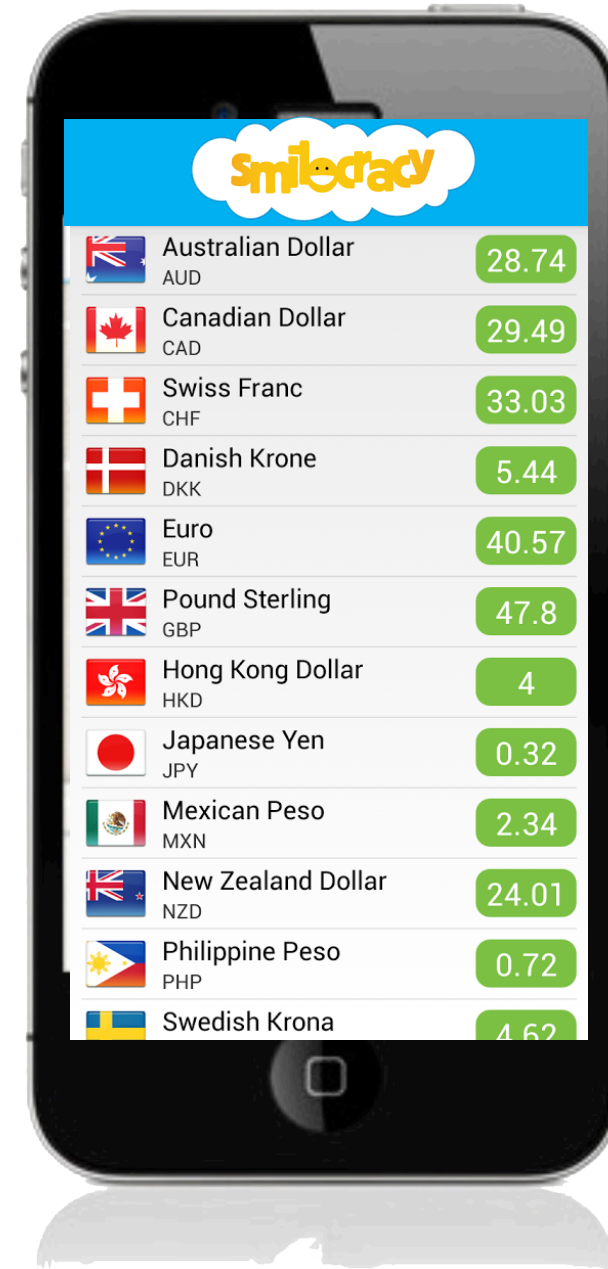 smilocracy
Australian Dollar
AUD
28.74
Canadian Dollar
CAD
29.49
Swiss Franc
CHF
33.03
Danish Krone
DKK
5.44
Euro
EUR
40.57
Pound Sterling
GBP
47.8
Hong Kong Dollar
HKD
4
Japanese Yen
JPY
0.32
Mexican Peso
MXN
2.34
New Zealand Dollar
NZD
24.01
Philippine Peso
PHP
0.72
Swedish Krona
4.62